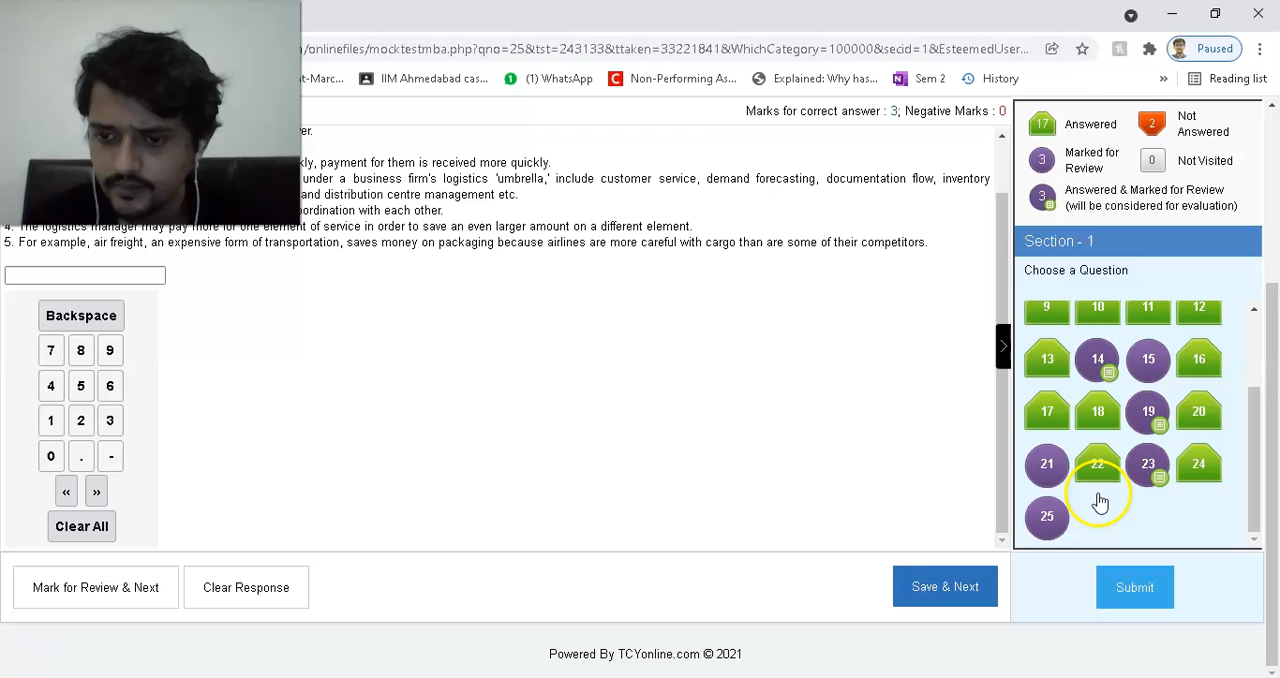 Paused
/onlinefiles/mocktestmba.php?no=25&tst=243133&ttaken=33221841&WhichCategory=100000&secid=1&EsteemedUser...
t-Marc...
IIM Ahmedabad cas...
(1) WhatsApp
Non-Performing As...
Explained: Why has...
Sem 2
History
»
Reading list
Marks for correct answer : 3; Negative Marks : 0
er.
kly, payment for them is received more quickly.
under a business firm's logistics 'umbrella,' include customer service, demand forecasting, documentation flow, inventory
and distribution centre management etc.
oordination with each other.
4. The logistics manager may pay more for one element of service in order to save an even larger amount on a different element.
5. For example, air freight, an expensive form of transportation, saves money on packaging because airlines are more careful with cargo than are some of their competitors.
Backspace
7 8 9
4 5 6
1 2 3
0 . -
« »
Clear All
Mark for Review & Next
Clear Response
Save & Next
17 Answered
2 Not Answered
3 Marked for Review
0 Not Visited
3 Answered & Marked for Review
(will be considered for evaluation)
Section - 1
Choose a Question
9 10 11 12
13 14 15 16
17 18 19 20
21 22 23 24
25
Submit
Powered By TCYonline.com © 2021